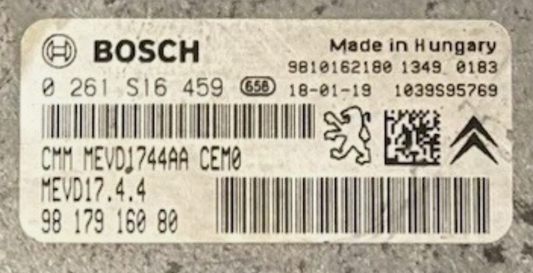 BOSCH
Made in Hungary
9810162180 1349 0183
0 261 S16 459 658 18-01-19 1039S95769
CMM MEVD1744AA CEM0
MEVD17.4.4
98 179 160 80